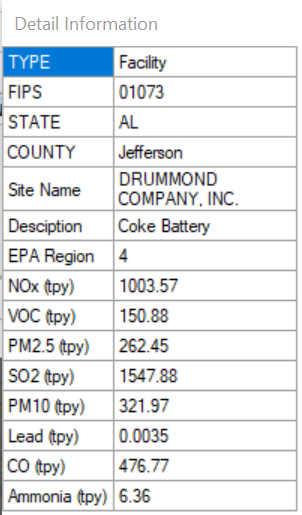 Detail Information
TYPE Facility
FIPS 01073
STATE AL
COUNTY Jefferson
Site Name DRUMMOND
COMPANY, INC.
Desciption Coke Battery
EPA Region 4
NOx (tpy) 1003.57
VOC (tpy) 150.88
PM2.5 (tpy) 262.45
SO2 (tpy) 1547.88
PM10 (tpy) 321.97
Lead (tpy) 0.0035
CO (tpy) 476.77
Ammonia (tpy) 6.36